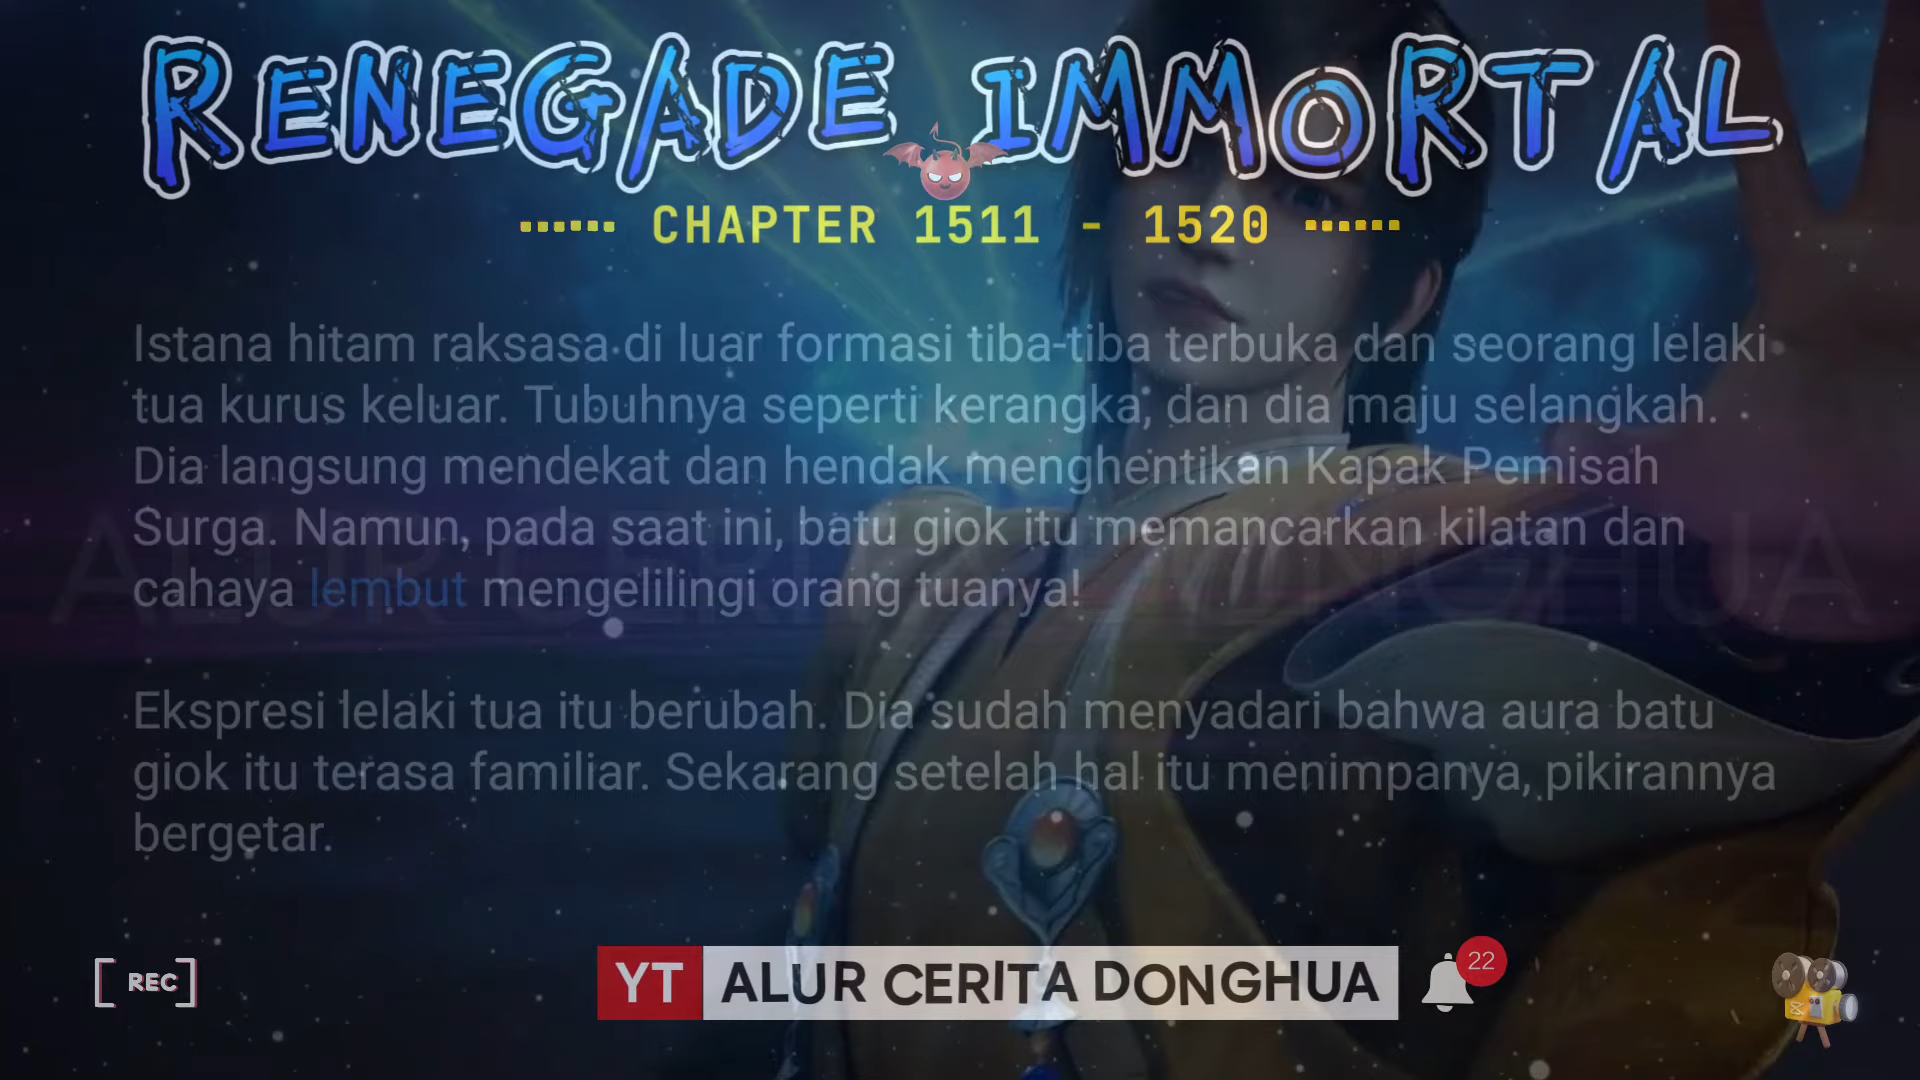 RENEGADE IMMORTAL
CHAPTER 1511 - 1520
Istana hitam raksasa di luar formasi tiba-tiba terbuka dan seorang lelaki
tua kurus keluar. Tubuhnya seperti kerangka, dan dia maju selangkah.
Dia langsung mendekat dan hendak menghentikan Kapak Pemisah
Surga. Namun, pada saat ini, batu giok itu memancarkan kilatan dan
cahaya lembut mengelilingi orang tuanya!
ALUR CERITA DONGHUA
Ekspresi lelaki tua itu berubah. Dia sudah menyadari bahwa aura batu
giok itu terasa familiar. Sekarang setelah hal itu menimpanya, pikirannya
bergetar.
REC
YT ALUR CERITA DONGHUA
22